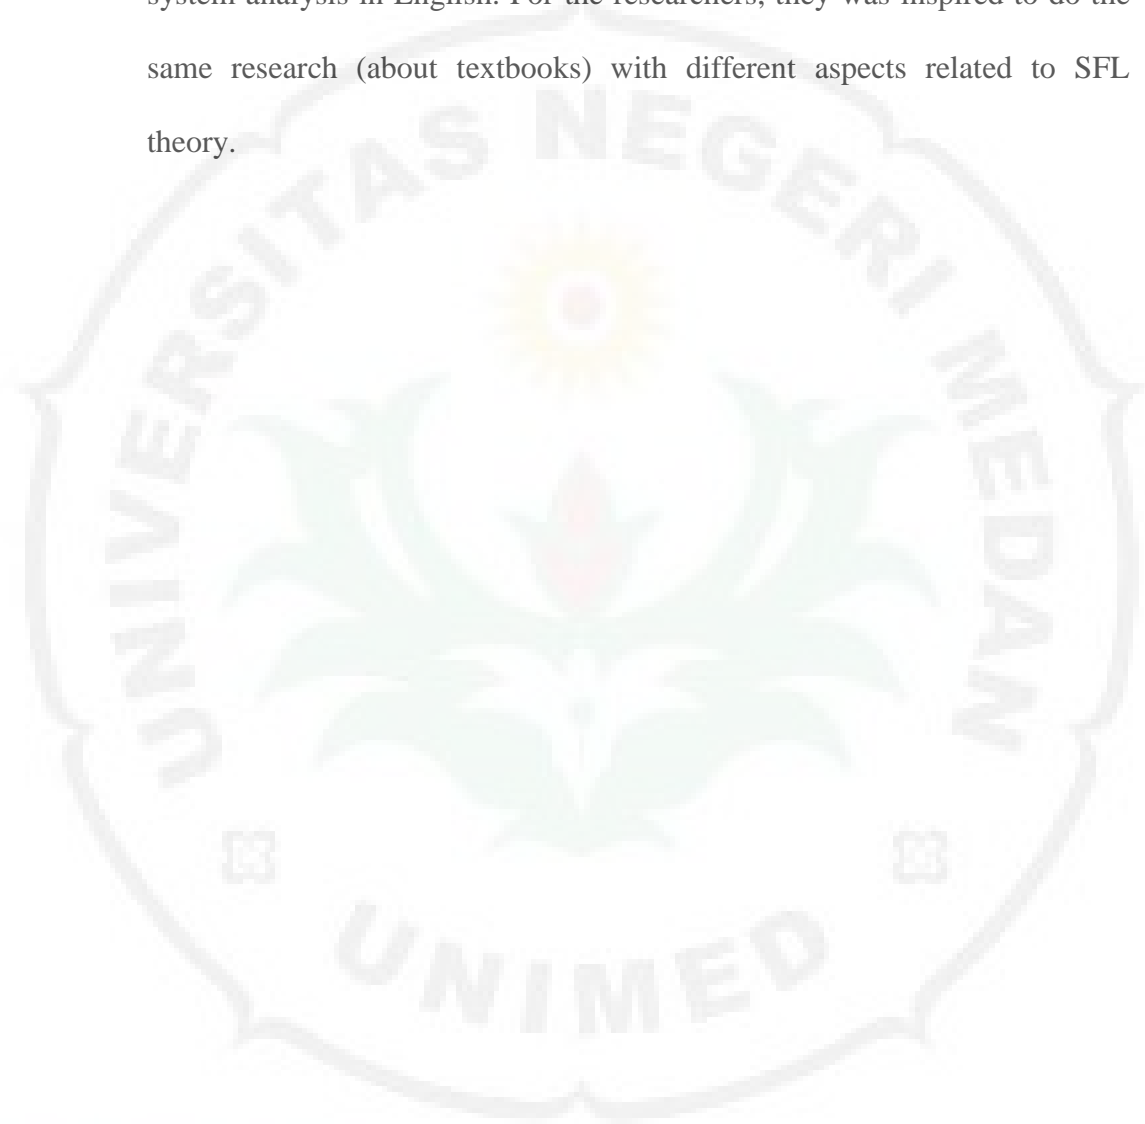 system analysis in English. For the researchers, they was inspired to do the
same research (about textbooks) with different aspects related to SFL
theory.
UNIVERSITAS NEGERI MEDAN
UNIMED